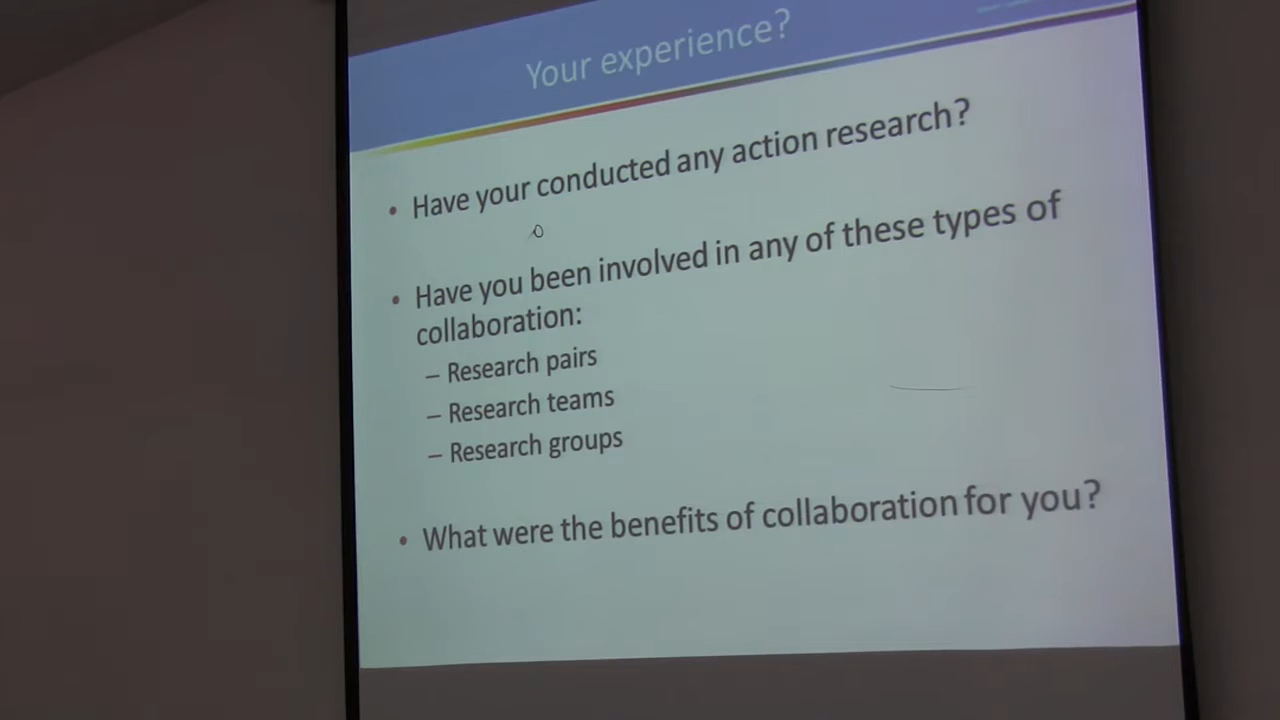 Your experience?
• Have your conducted any action research?
• Have you been involved in any of these types of
collaboration:
– Research pairs
– Research teams
– Research groups
• What were the benefits of collaboration for you?